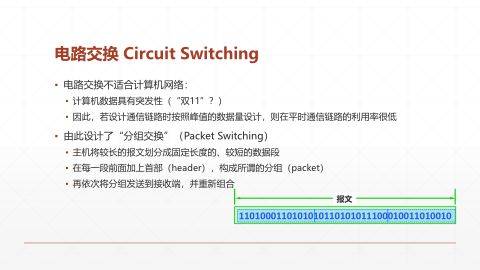 电路交换 Circuit Switching
电路交换不适合计算机网络：
计算机数据具有突发性（“双11”？）
因此，若设计通信链路时按照峰值的数据量设计，则在平时通信链路的利用率很低
由此设计了“分组交换”（Packet Switching）
主机将较长的报文划分成固定长度的、较短的数据段
在每一段前面加上首部（header），构成所谓的分组（packet）
再依次将分组发送到接收端，并重新组合
报文
110100011010101011010101110001001101​0010